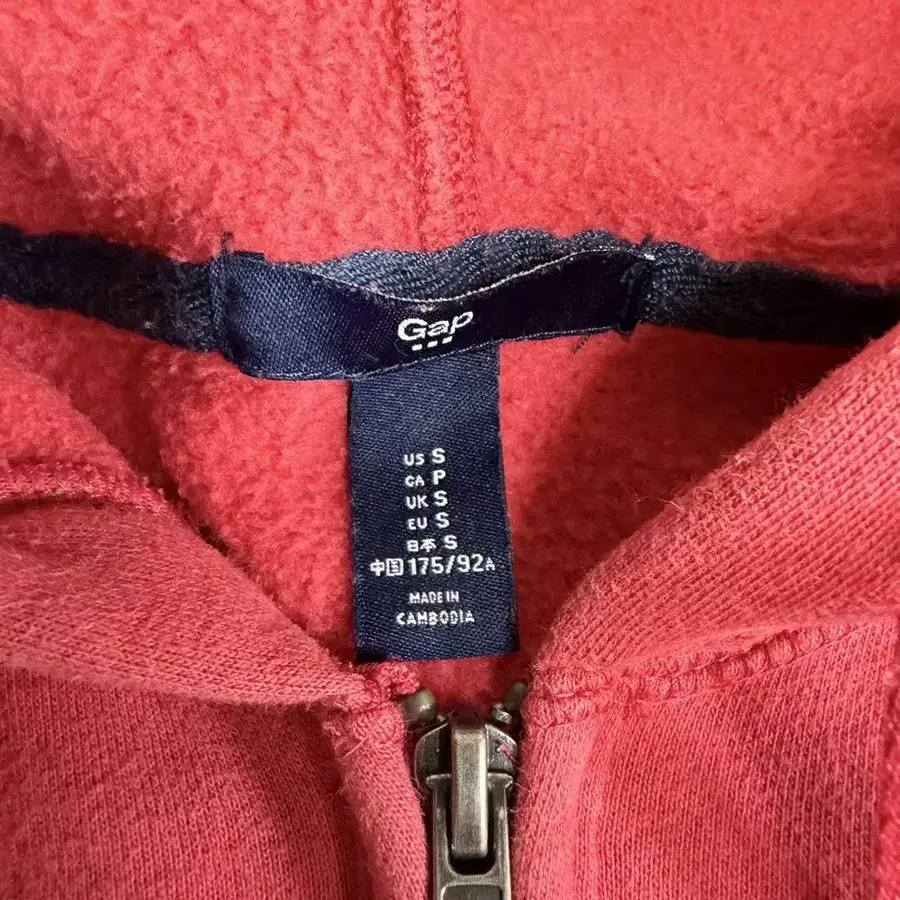 Gap
US S
CA P
UK S
EU S
日本 S
中国 175/92A
MADE IN
CAMBODIA